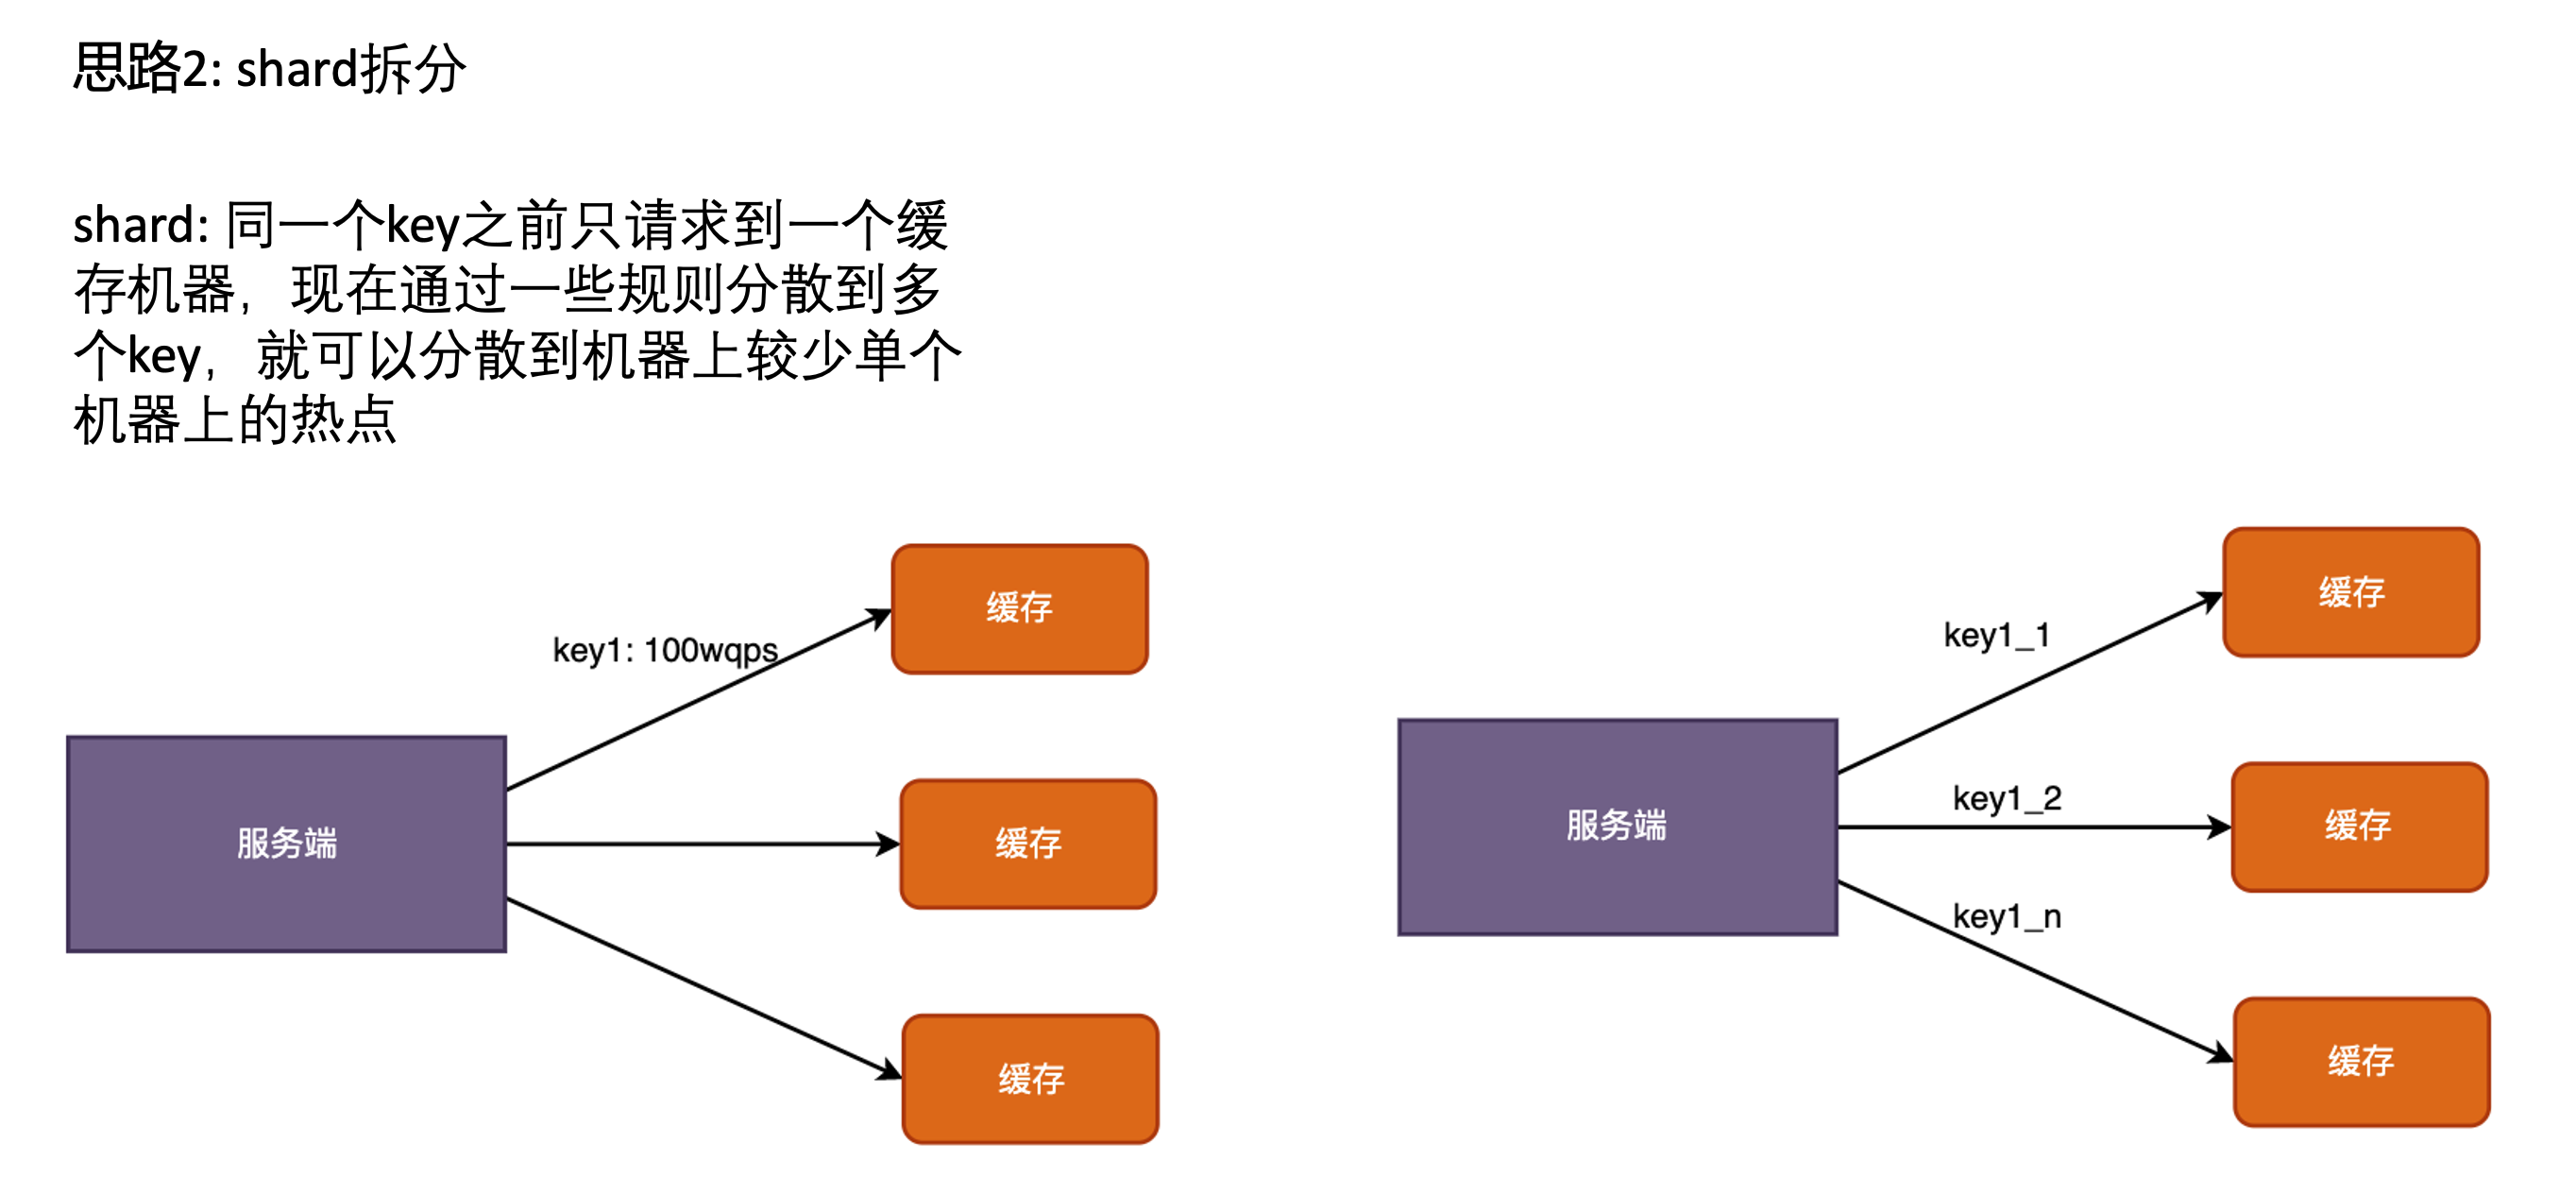 思路2: shard拆分
shard: 同一个key之前只请求到一个缓
存机器，现在通过一些规则分散到多
个key，就可以分散到机器上较少单个
机器上的热点
key1: 100wqps
服务端
缓存
缓存
缓存
key1_1
key1_2
key1_n
服务端
缓存
缓存
缓存